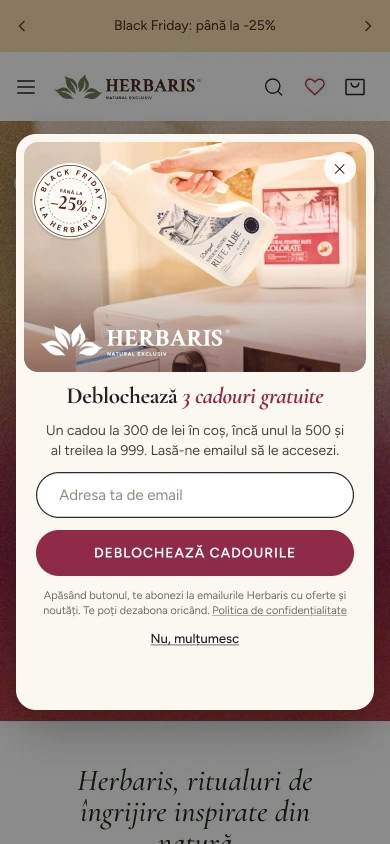 Black Friday: până la -25%
HERBARIS
NATURAL EXCLUSIV
BLACK FRIDAY
PÂNĂ LA
-25%
HERBARIS
RUFE ALBE
PENTRU RUFE
COLORATE
HERBARIS
NATURAL EXCLUSIV
Deblochează 3 cadouri gratuite
Un cadou la 300 de lei în coș, încă unul la 500 și
al treilea la 999. Lasă-ne emailul să le accesezi.
Adresa ta de email
DEBLOCHEAZĂ CADOURILE
Apăsând butonul, te abonezi la emailurile Herbaris cu oferte și
noutăți. Te poți dezabona oricând. Politica de confidențialitate
Nu, mulțumesc
Herbaris, ritualuri de
îngrijire inspirate din
natură